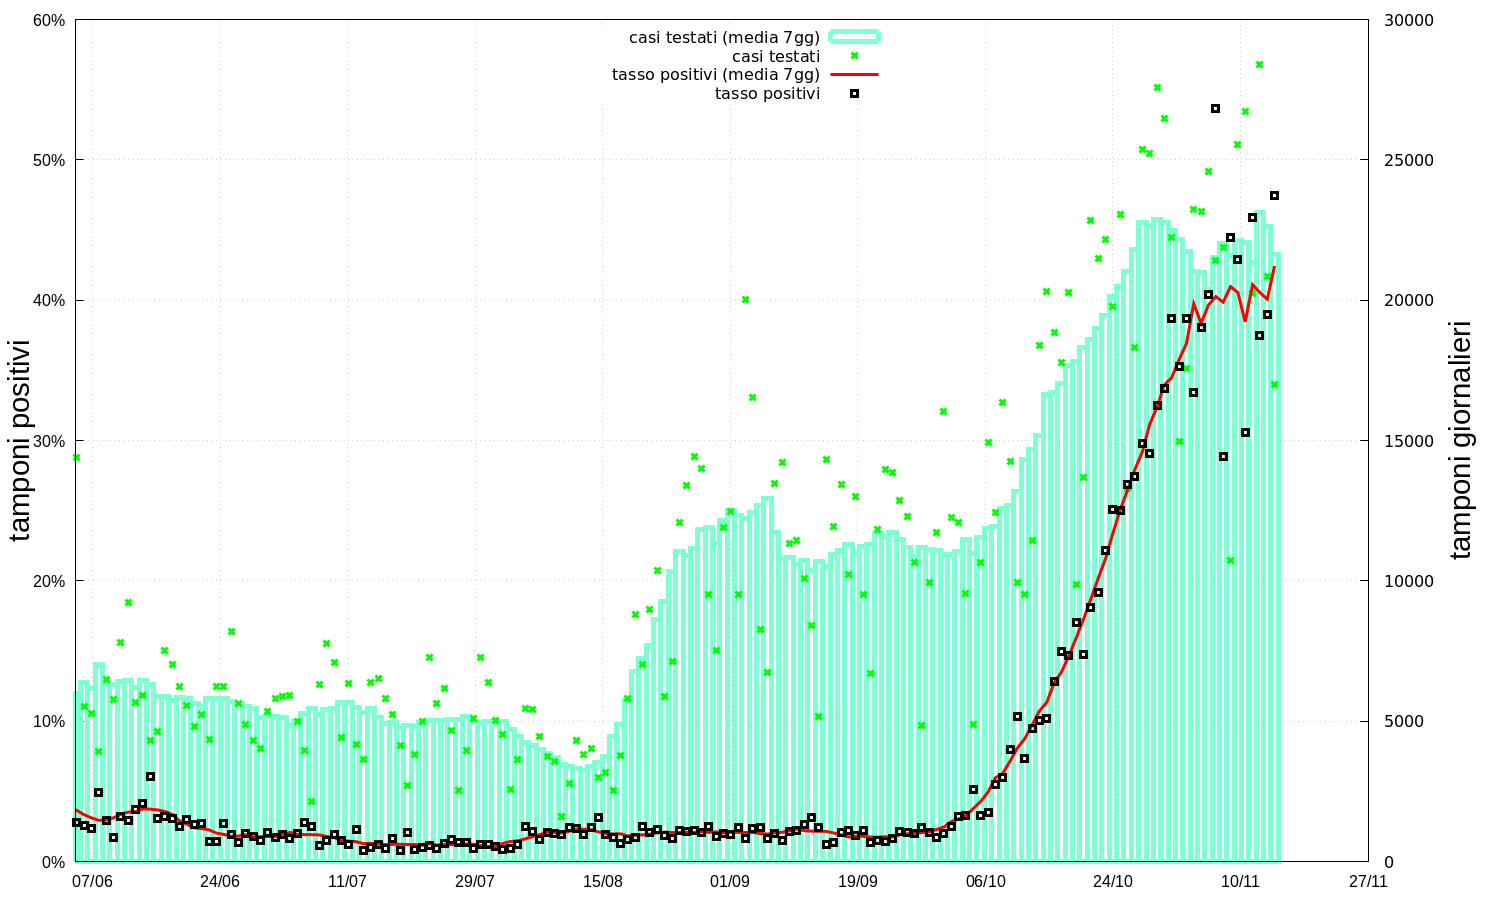 casi testati (media 7gg)
casi testati
tasso positivi (media 7gg)
tasso positivi
tamponi positivi
60%
50%
40%
30%
20%
10%
0%
30000
25000
20000
15000
10000
5000
0
tamponi giornalieri
07/06 24/06 11/07 29/07 15/08 01/09 19/09 06/10 24/10 10/11 27/11